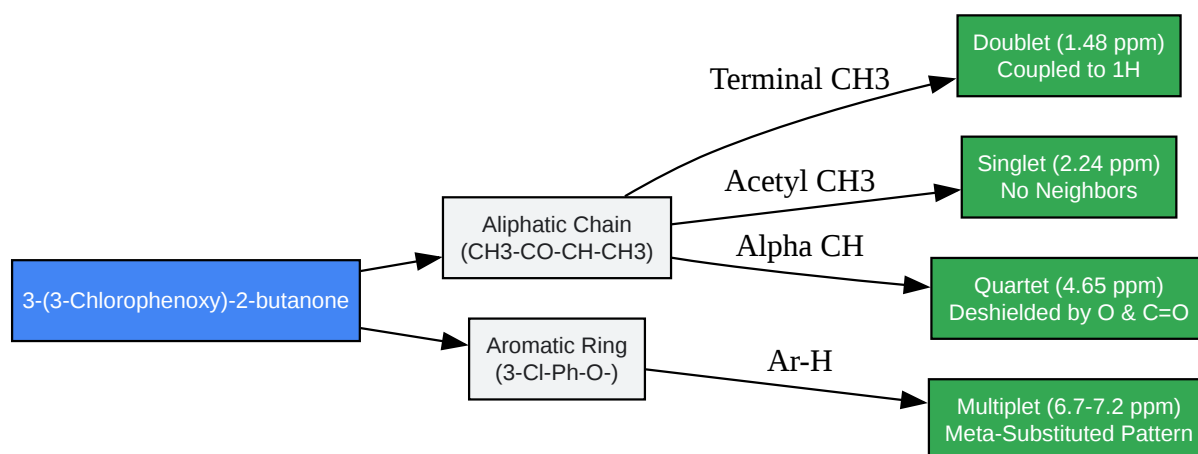 Doublet (1.48 ppm)
Coupled to 1H
Terminal CH3
Singlet (2.24 ppm)
No Neighbors
Acetyl CH3
Aliphatic Chain
(CH3-CO-CH-CH3)
Alpha CH
3-(3-Chlorophenoxy)-2-butanone
Quartet (4.65 ppm)
Deshielded by O & C=O
Aromatic Ring
(3-Cl-Ph-O-)
Ar-H
Multiplet (6.7-7.2 ppm)
Meta-Substituted Pattern